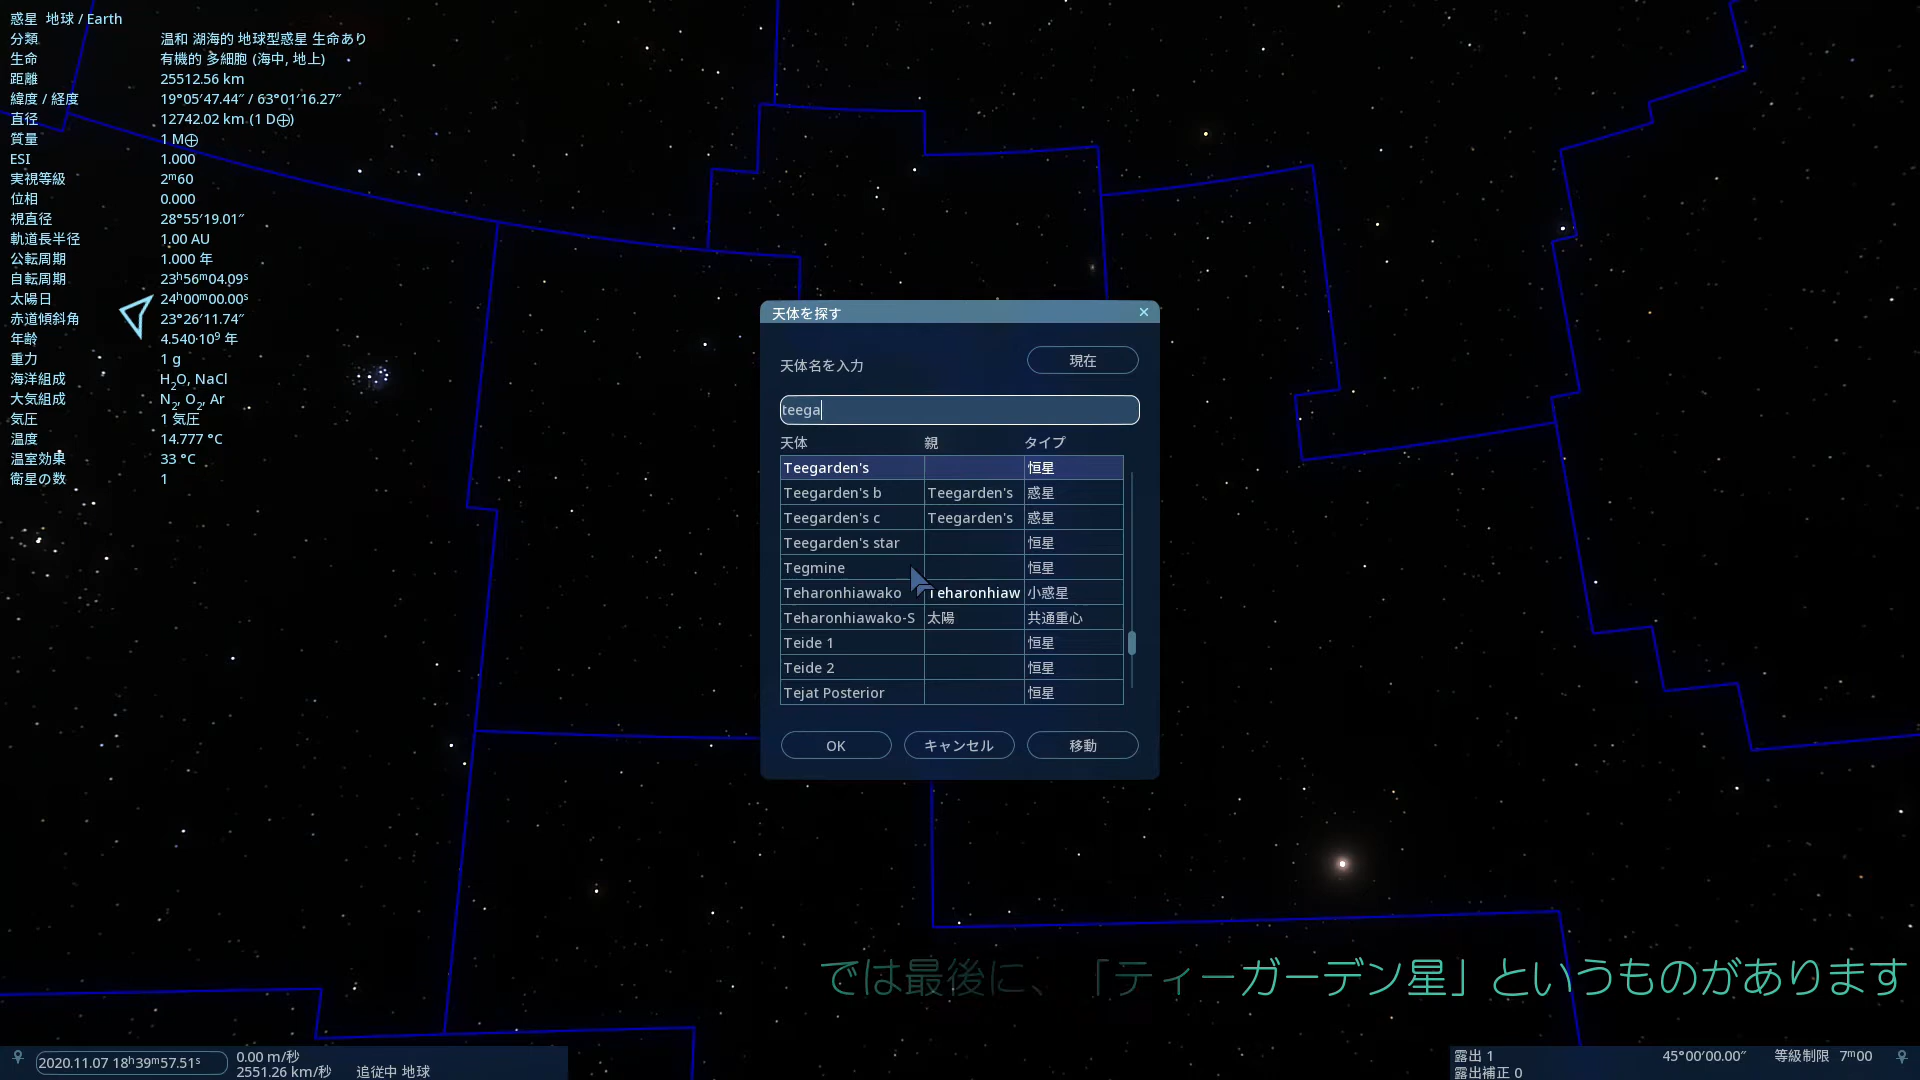 惑星 地球 / Earth
分類 温和 湖海的 地球型惑星 生命あり
生命 有機的 多細胞 (海中, 地上)
距離 25512.56 km
緯度 / 経度 19°05′47.44″ / 63°01′16.27″
直径 12742.02 km (1 D⊕)
質量 1 M⊕
ESI 1.000
実視等級 2ᵐ60
位相 0.000
視直径 28°55′19.01″
軌道長半径 1.00 AU
公転周期 1.000 年
自転周期 23ʰ56ᵐ04.09ˢ
太陽日 24ʰ00ᵐ00.00ˢ
赤道傾斜角 23°26′11.74″
年齢 4.540·10⁹ 年
重力 1 g
海洋組成 H₂O, NaCl
大気組成 N₂, O₂, Ar
気圧 1 気圧
温度 14.777 °C
温室効果 33 °C
衛星の数 1
天体を探す ×
天体名を入力 現在
teega
天体 親 タイプ
Teegarden's 恒星
Teegarden's b Teegarden's 惑星
Teegarden's c Teegarden's 惑星
Teegarden's star 恒星
Tegmine 恒星
Teharonhiawako Teharonhiaw 小惑星
Teharonhiawako-S 太陽 共通重心
Teide 1 恒星
Teide 2 恒星
Tejat Posterior 恒星
OK キャンセル 移動
では最後に、「ティーガーデン星」というものがあります
2020.11.07 18ʰ39ᵐ57.51ˢ
0.00 m/秒
2551.26 km/秒 追従中 地球
露出 1 45°00′00.00″ 等級制限 7ᵐ00
露出補正 0